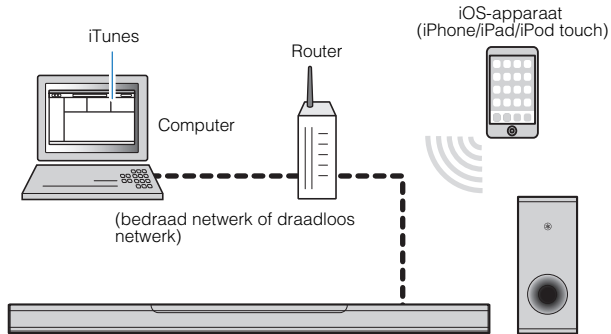 iOS-apparaat
(iPhone/iPad/iPod touch)
iTunes
Router
Computer
(bedraad netwerk of draadloos
netwerk)